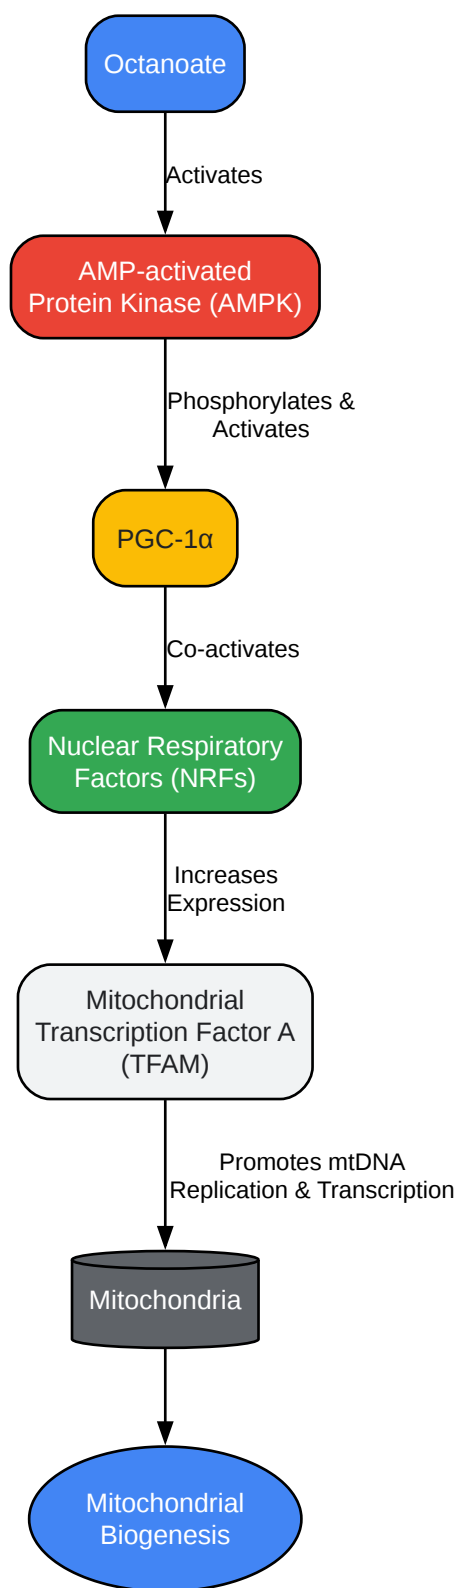 Octanoate
Activates
AMP-activated
Protein Kinase (AMPK)
Phosphorylates &
Activates
PGC-1α
Co-activates
Nuclear Respiratory
Factors (NRFs)
Increases
Expression
Mitochondrial
Transcription Factor A
(TFAM)
Promotes mtDNA
Replication & Transcription
Mitochondria
Mitochondrial
Biogenesis